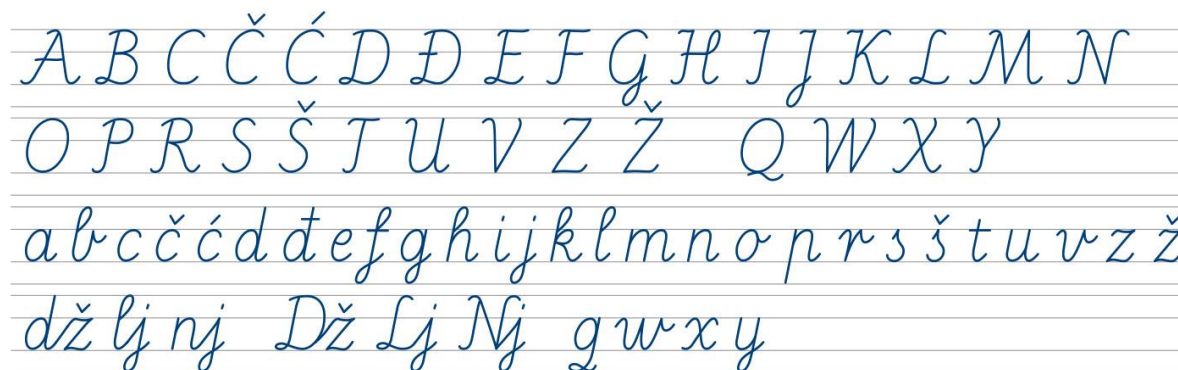 A B C Č Ć D Đ E F G H I J K L M N
O P R S Š T U V Z Ž Q W X Y
a b c č ć d đ e f g h i j k l m n o p r s š t u v z ž
dž lj nj Dž Lj Nj q w x y